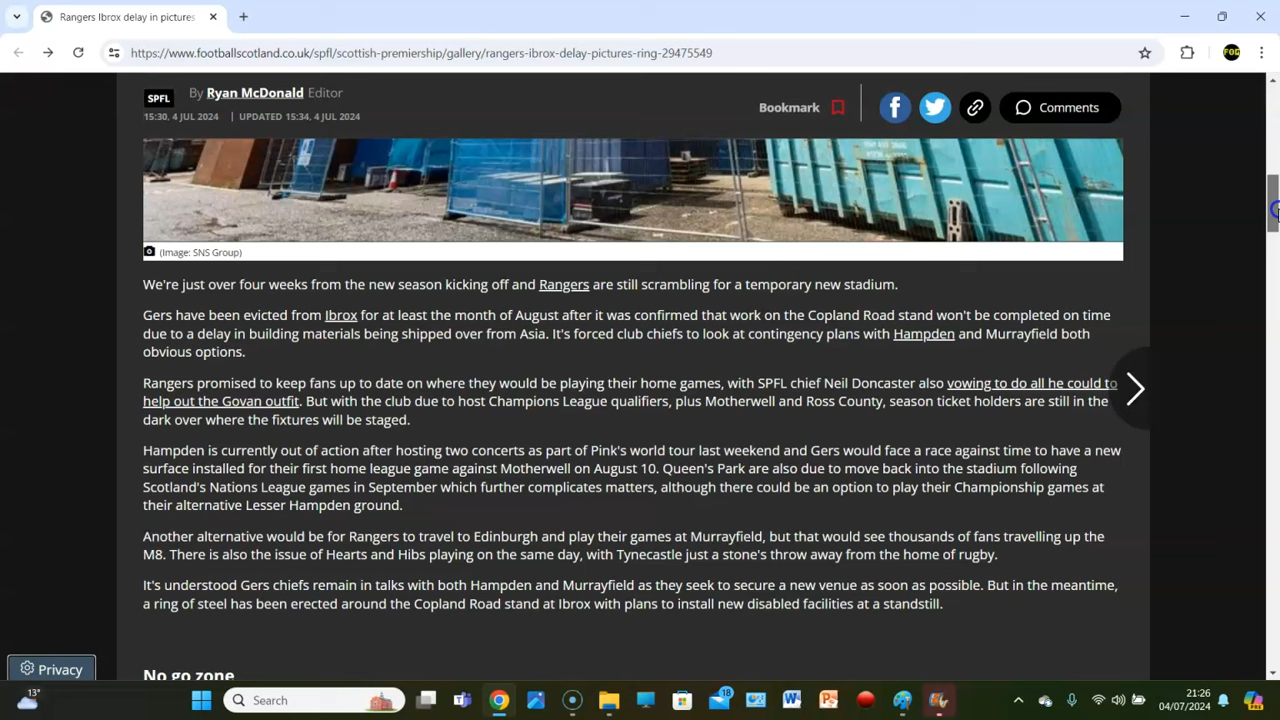 Rangers Ibrox delay in pictures
https://www.footballscotland.co.uk/spfl/scottish-premiership/gallery/rangers-ibrox-delay-pictures-ring-29475549
SPFL
By Ryan McDonald Editor
15:30, 4 JUL 2024 | UPDATED 15:34, 4 JUL 2024
Bookmark
Comments
(Image: SNS Group)
We're just over four weeks from the new season kicking off and Rangers are still scrambling for a temporary new stadium.
Gers have been evicted from Ibrox for at least the month of August after it was confirmed that work on the Copland Road stand won't be completed on time
due to a delay in building materials being shipped over from Asia. It's forced club chiefs to look at contingency plans with Hampden and Murrayfield both
obvious options.
Rangers promised to keep fans up to date on where they would be playing their home games, with SPFL chief Neil Doncaster also vowing to do all he could to
help out the Govan outfit. But with the club due to host Champions League qualifiers, plus Motherwell and Ross County, season ticket holders are still in the
dark over where the fixtures will be staged.
Hampden is currently out of action after hosting two concerts as part of Pink's world tour last weekend and Gers would face a race against time to have a new
surface installed for their first home league game against Motherwell on August 10. Queen's Park are also due to move back into the stadium following
Scotland's Nations League games in September which further complicates matters, although there could be an option to play their Championship games at
their alternative Lesser Hampden ground.
Another alternative would be for Rangers to travel to Edinburgh and play their games at Murrayfield, but that would see thousands of fans travelling up the
M8. There is also the issue of Hearts and Hibs playing on the same day, with Tynecastle just a stone's throw away from the home of rugby.
It's understood Gers chiefs remain in talks with both Hampden and Murrayfield as they seek to secure a new venue as soon as possible. But in the meantime,
a ring of steel has been erected around the Copland Road stand at Ibrox with plans to install new disabled facilities at a standstill.
No go zone
Privacy
13°
Search
18
21:26
04/07/2024